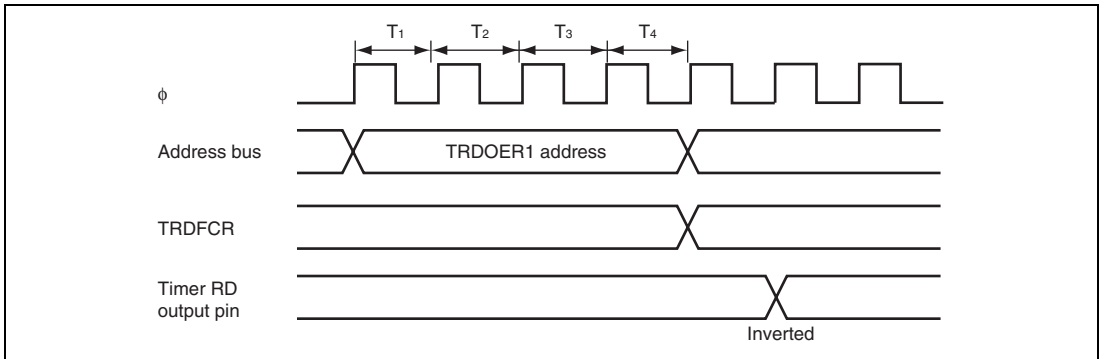 T1 T2 T3 T4
ϕ
Address bus TRDOER1 address
TRDFCR
Timer RD
output pin
Inverted